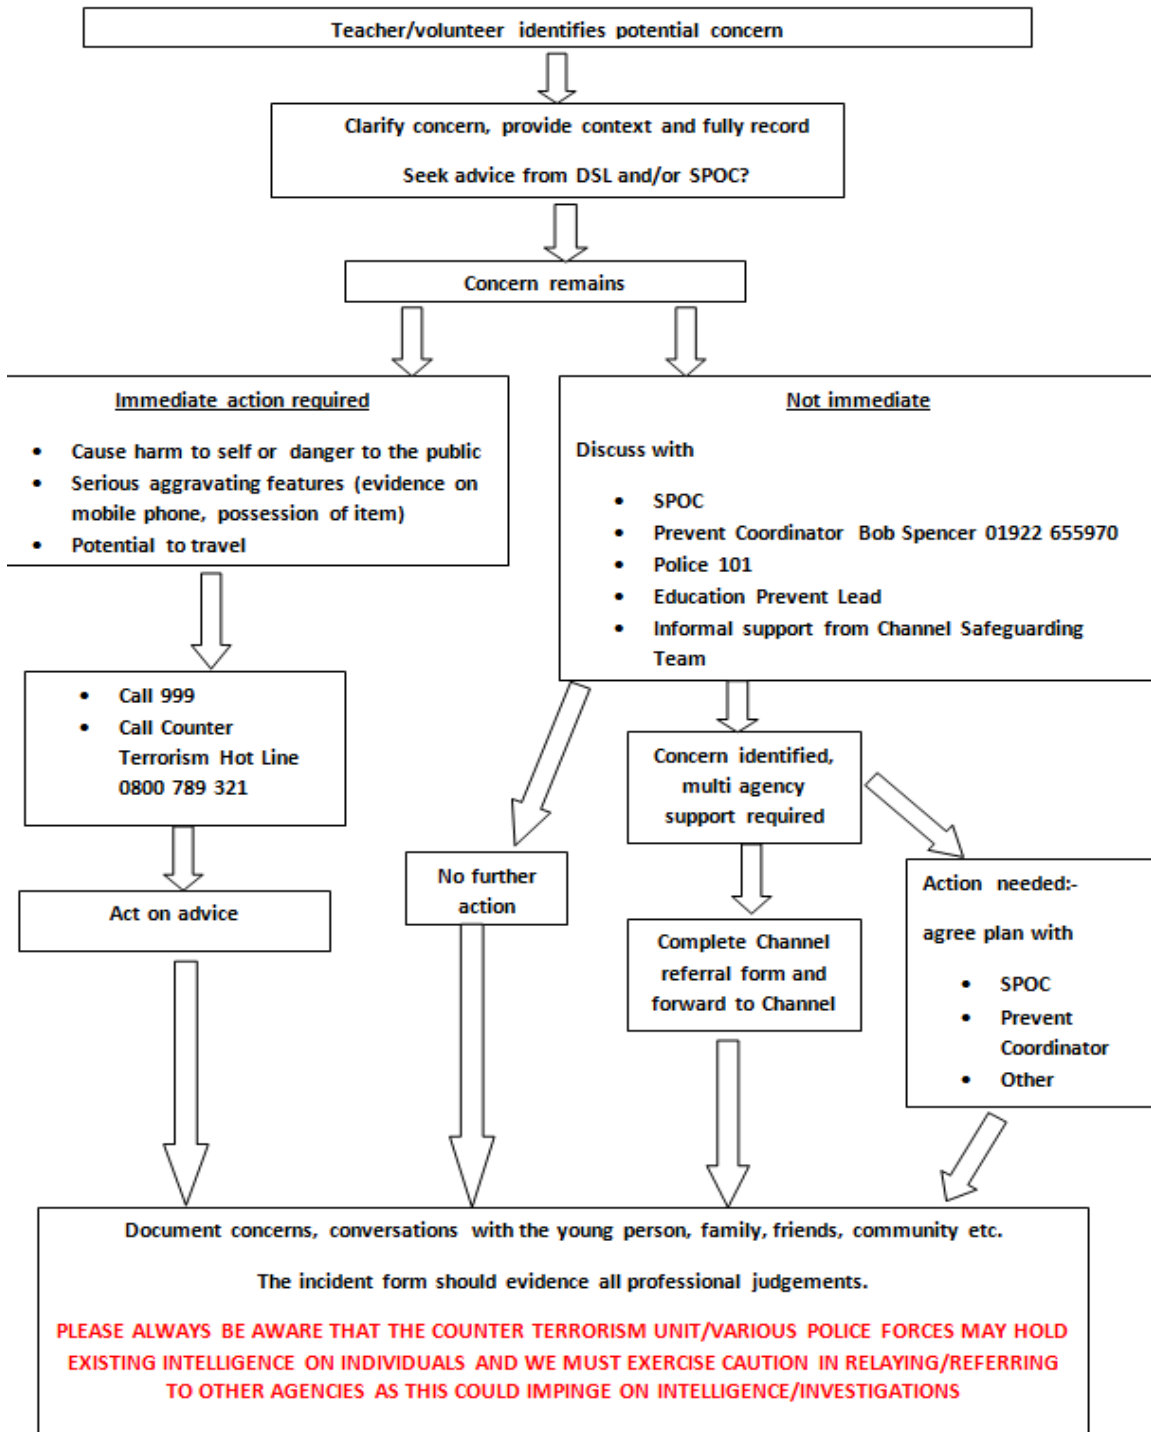 Teacher/volunteer identifies potential concern
Clarify concern, provide context and fully record
Seek advice from DSL and/or SPOC?
Concern remains
Immediate action required
• Cause harm to self or danger to the public
• Serious aggravating features (evidence on
mobile phone, possession of item)
• Potential to travel
Not immediate
Discuss with
• SPOC
• Prevent Coordinator Bob Spencer 01922 655970
• Police 101
• Education Prevent Lead
• Informal support from Channel Safeguarding
Team
• Call 999
• Call Counter
Terrorism Hot Line
0800 789 321
Concern identified,
multi agency
support required
No further
action
Action needed:-
agree plan with
• SPOC
• Prevent
Coordinator
• Other
Act on advice
Complete Channel
referral form and
forward to Channel
Document concerns, conversations with the young person, family, friends, community etc.
The incident form should evidence all professional judgements.
PLEASE ALWAYS BE AWARE THAT THE COUNTER TERRORISM UNIT/VARIOUS POLICE FORCES MAY HOLD
EXISTING INTELLIGENCE ON INDIVIDUALS AND WE MUST EXERCISE CAUTION IN RELAYING/REFERRING
TO OTHER AGENCIES AS THIS COULD IMPINGE ON INTELLIGENCE/INVESTIGATIONS